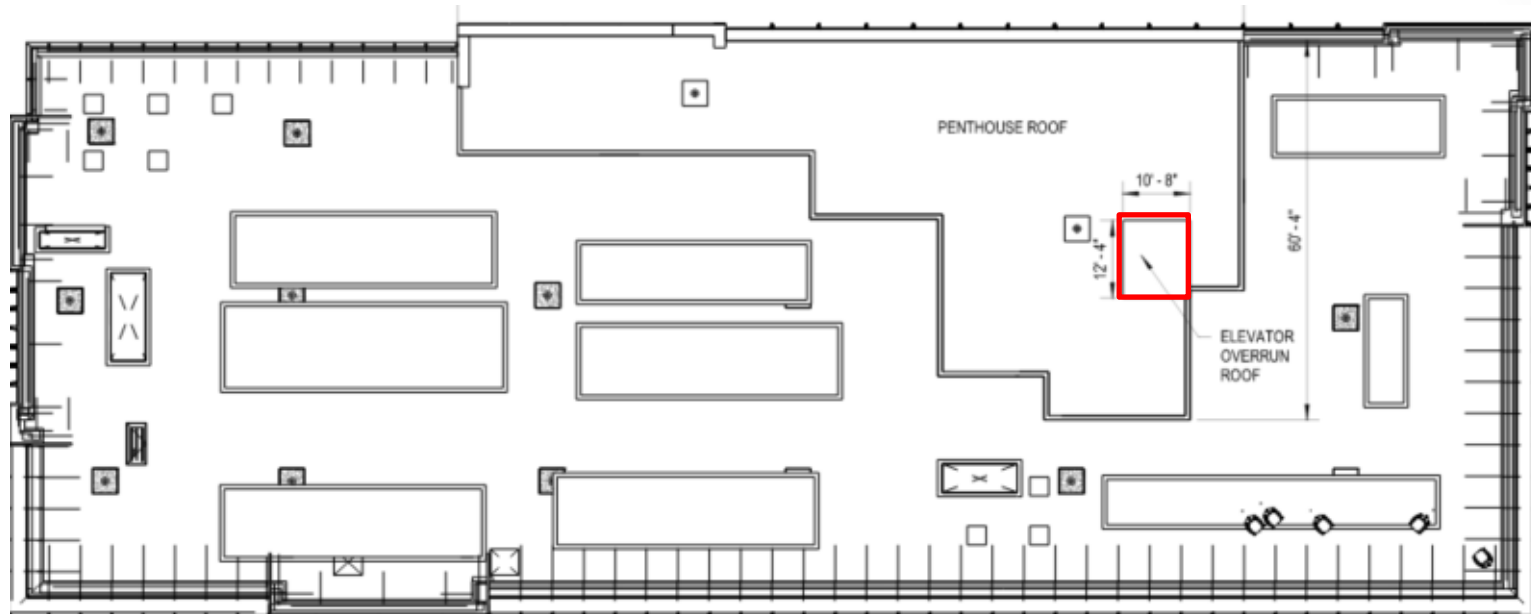 PENTHOUSE ROOF
10' - 8"
12' - 4"
60' - 4"
ELEVATOR
OVERRUN
ROOF